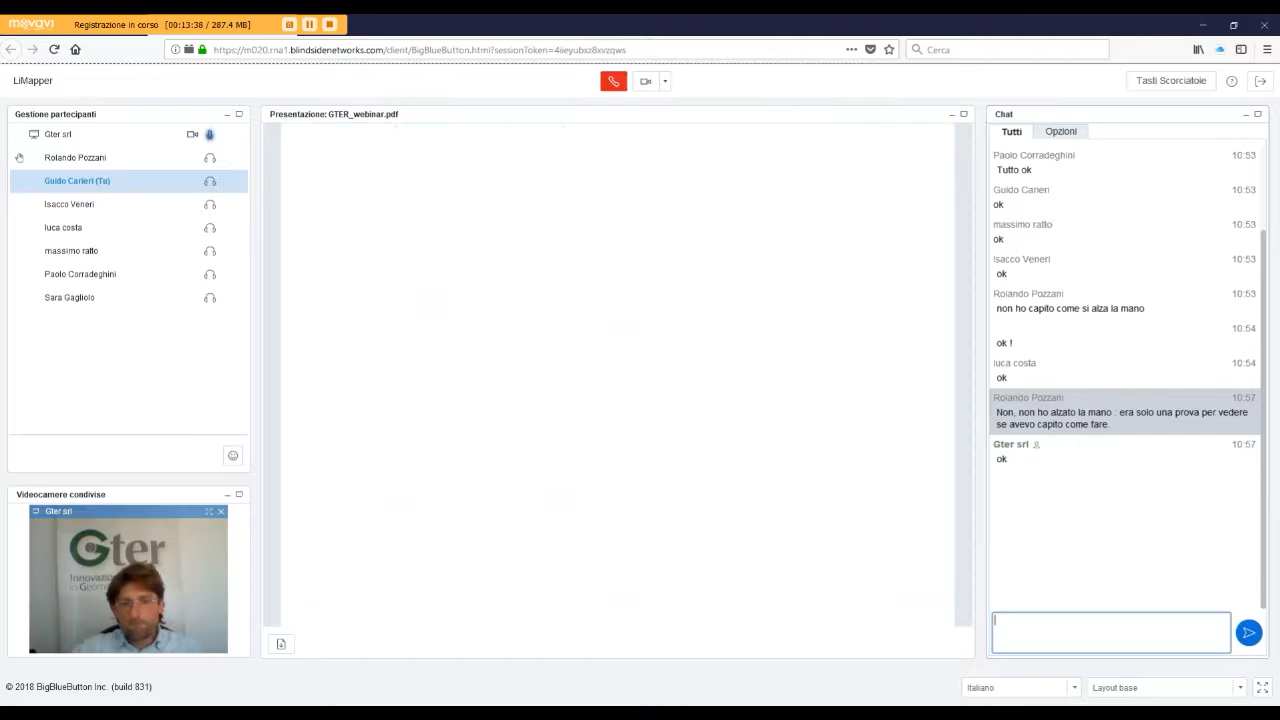 movavi
Registrazione in corso [00:13:38 / 287.4 MB]
https://m020.rna1.blindsidenetworks.com/client/BigBlueButton.html?sessionToken=4iieyubxz8xvzqws
Cerca
LiMapper
Tasti Scorciatoie
Gestione partecipanti
Gter srl
Rolando Pozzani
Guido Carieri (Tu)
Isacco Veneri
luca costa
massimo ratto
Paolo Corradeghini
Sara Gagliolo
Videocamere condivise
Gter srl
Gter
Innovazio
in Geoma
Presentazione: GTER_webinar.pdf
Chat
Tutti
Opzioni
Paolo Corradeghini 10:53
Tutto ok
Guido Carieri 10:53
ok
massimo ratto 10:53
ok
Isacco Veneri 10:53
ok
Rolando Pozzani 10:53
non ho capito come si alza la mano
10:54
ok !
luca costa 10:54
ok
Rolando Pozzani 10:57
Non, non ho alzato la mano : era solo una prova per vedere
se avevo capito come fare.
Gter srl 10:57
ok
© 2018 BigBlueButton Inc. (build 831)
Italiano
Layout base